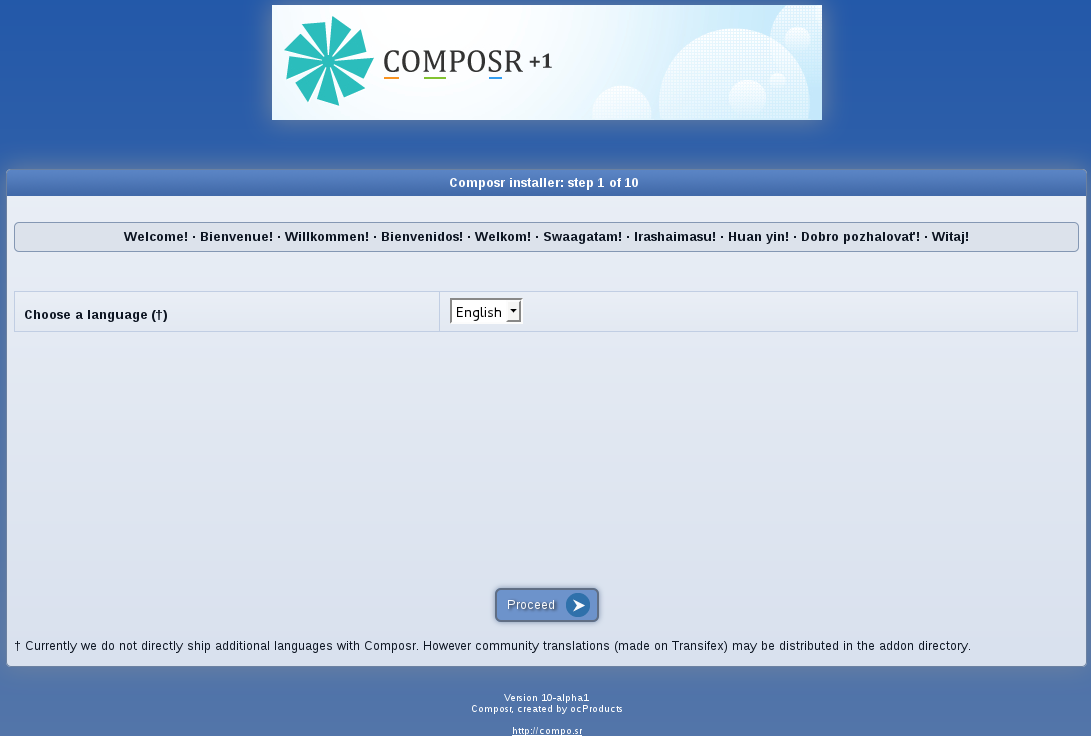 COMPOSR +1
Composr installer: step 1 of 10
Welcome! · Bienvenue! · Willkommen! · Bienvenidos! · Welkom! · Swaagatam! · Irashaimasu! · Huan yin! · Dobro pozhalovat'! · Witaj!
Choose a language (†)
English
Proceed
† Currently we do not directly ship additional languages with Composr. However community translations (made on Transifex) may be distributed in the addon directory.
Version 10-alpha1
Composr, created by ocProducts
http://compo.sr